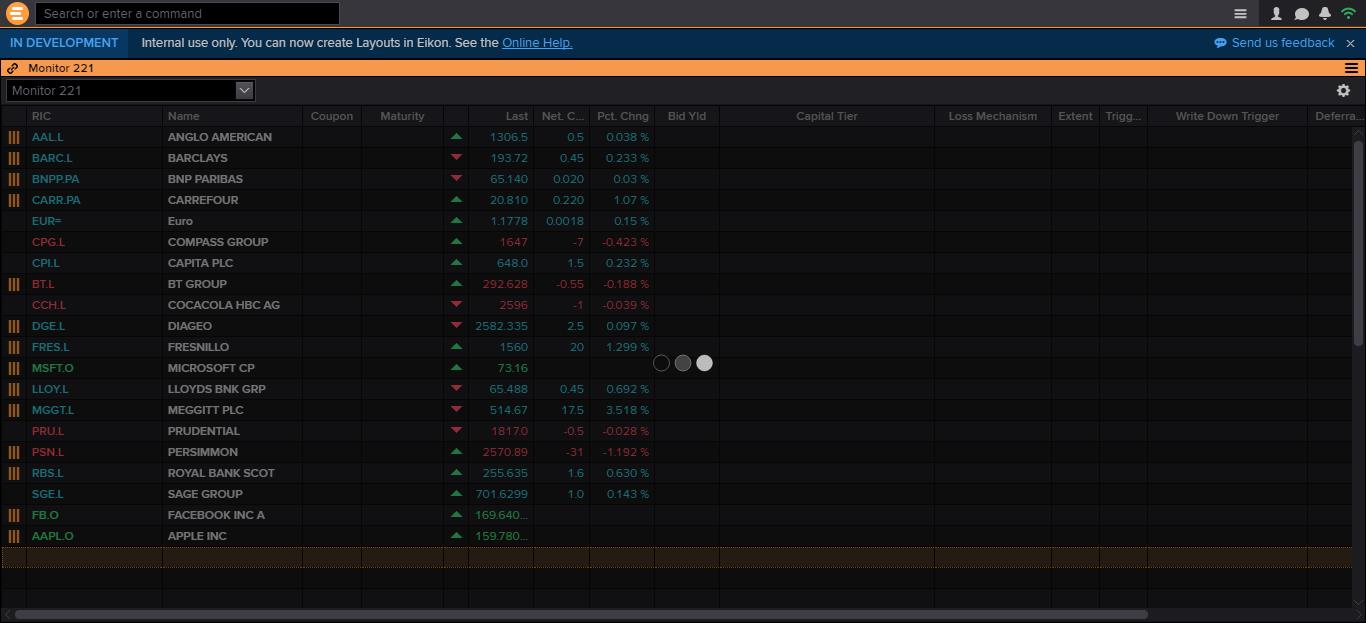 Search or enter a command
IN DEVELOPMENT Internal use only. You can now create Layouts in Eikon. See the Online Help. Send us feedback
Monitor 221
Monitor 221
RIC Name Coupon Maturity Last Net. C... Pct. Chng Bid Yld Capital Tier Loss Mechanism Extent Trigg... Write Down Trigger Deferra...
AAL.L ANGLO AMERICAN 1306.5 0.5 0.038 %
BARC.L BARCLAYS 193.72 0.45 0.233 %
BNPP.PA BNP PARIBAS 65.140 0.020 0.03 %
CARR.PA CARREFOUR 20.810 0.220 1.07 %
EUR= Euro 1.1778 0.0018 0.15 %
CPG.L COMPASS GROUP 1647 -7 -0.423 %
CPI.L CAPITA PLC 648.0 1.5 0.232 %
BT.L BT GROUP 292.628 -0.55 -0.188 %
CCH.L COCACOLA HBC AG 2596 -1 -0.039 %
DGE.L DIAGEO 2582.335 2.5 0.097 %
FRES.L FRESNILLO 1560 20 1.299 %
MSFT.O MICROSOFT CP 73.16
LLOY.L LLOYDS BNK GRP 65.488 0.45 0.692 %
MGGT.L MEGGITT PLC 514.67 17.5 3.518 %
PRU.L PRUDENTIAL 1817.0 -0.5 -0.028 %
PSN.L PERSIMMON 2570.89 -31 -1.192 %
RBS.L ROYAL BANK SCOT 255.635 1.6 0.630 %
SGE.L SAGE GROUP 701.6299 1.0 0.143 %
FB.O FACEBOOK INC A 169.640...
AAPL.O APPLE INC 159.780...